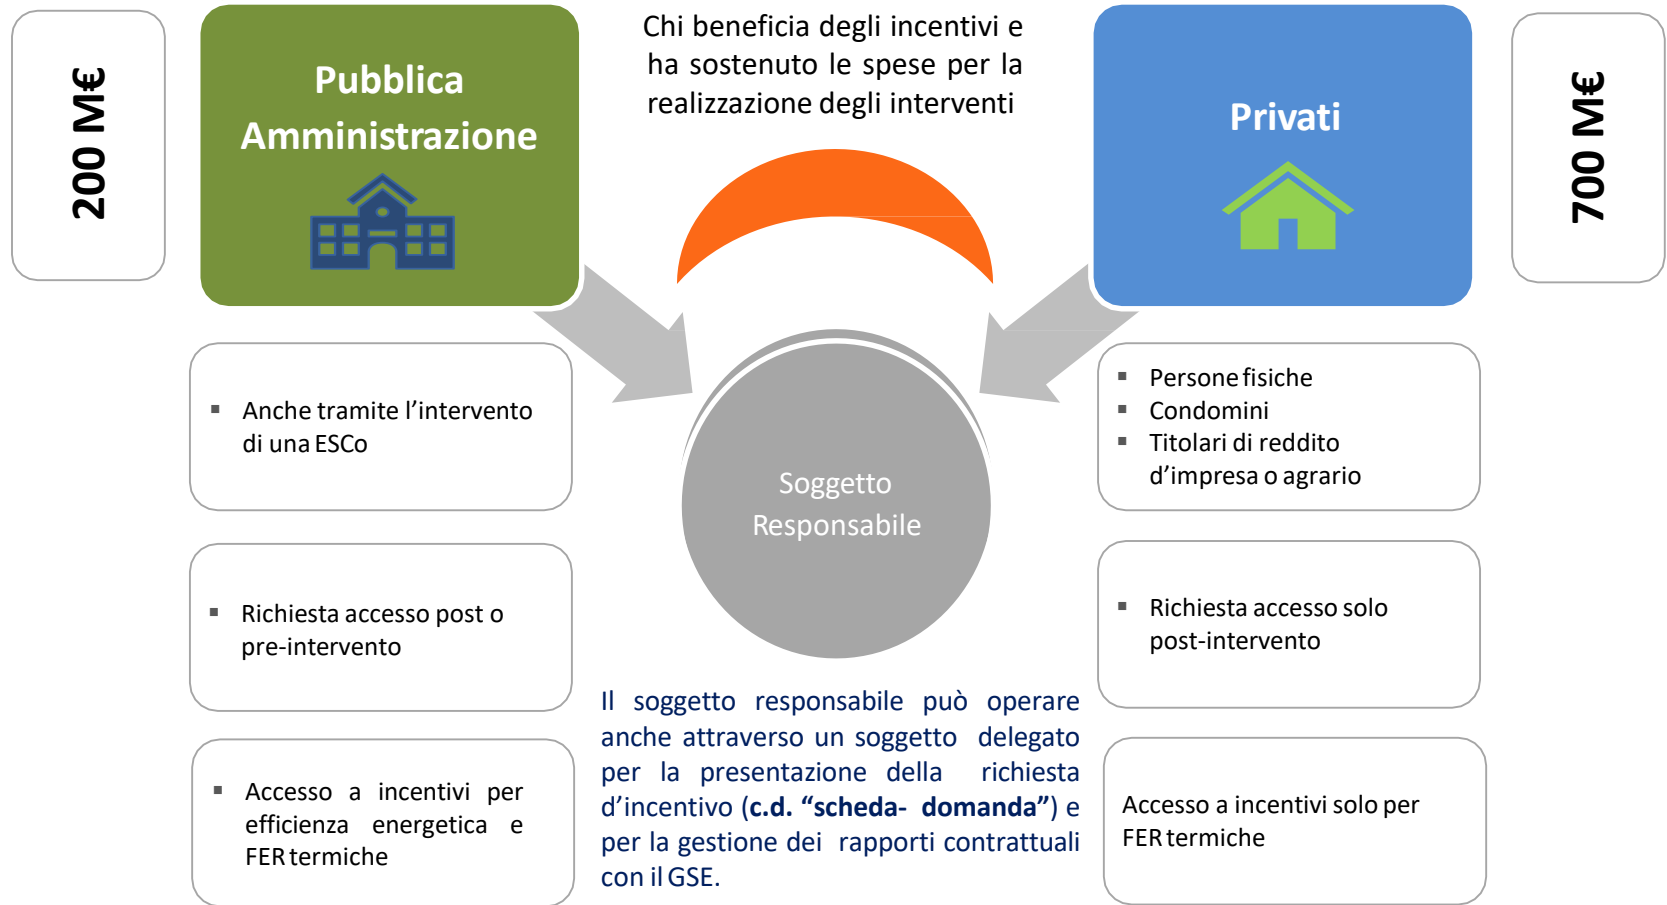 200 M€
Pubblica
Amministrazione
Chi beneficia degli incentivi e
ha sostenuto le spese per la
realizzazione degli interventi
Privati
700 M€
▪ Anche tramite l’intervento
di una ESCo
▪ Richiesta accesso post o
pre-intervento
▪ Accesso a incentivi per
efficienza energetica e
FER termiche
Soggetto
Responsabile
Il soggetto responsabile può operare
anche attraverso un soggetto delegato
per la presentazione della richiesta
d’incentivo (c.d. “scheda- domanda”) e
per la gestione dei rapporti contrattuali
con il GSE.
▪ Persone fisiche
▪ Condomini
▪ Titolari di reddito
d’impresa o agrario
▪ Richiesta accesso solo
post-intervento
Accesso a incentivi solo per
FER termiche